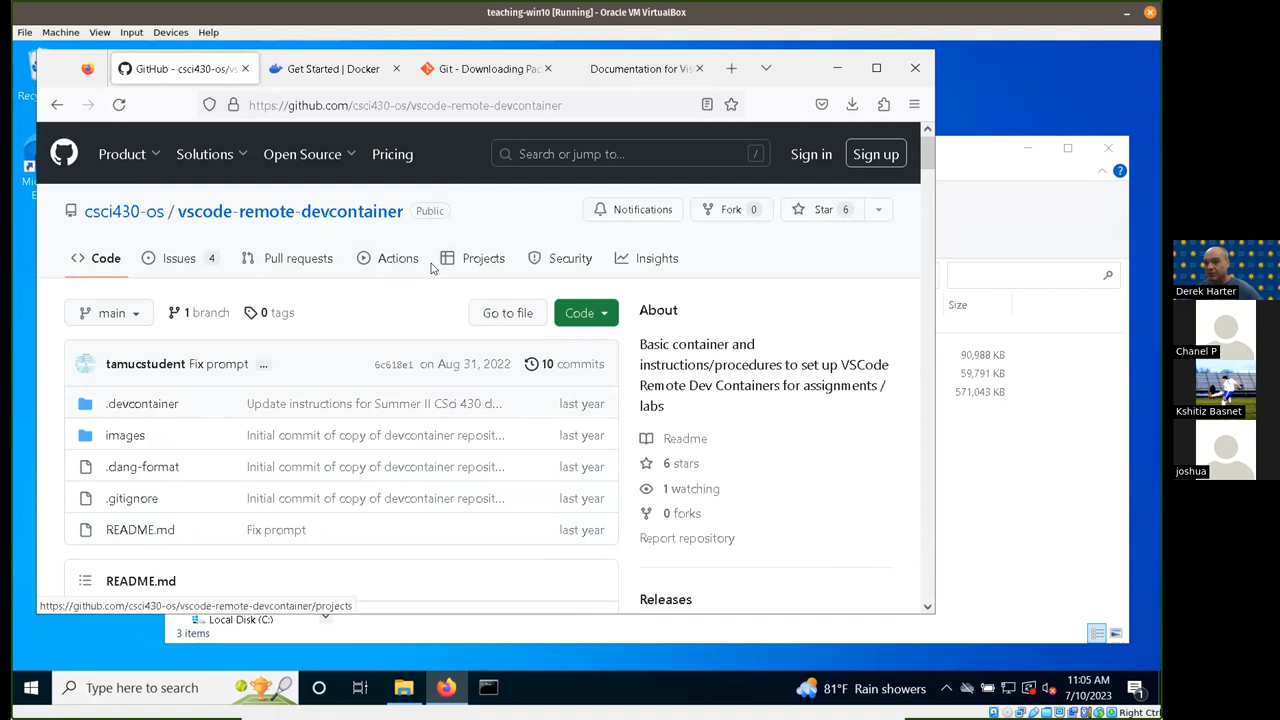 teaching-win10 [Running] - Oracle VM VirtualBox
File Machine View Input Devices Help
GitHub - csci430-os/vs
Get Started | Docker
Git - Downloading Pac
Documentation for Vis
https://github.com/csci430-os/vscode-remote-devcontainer
Product Solutions Open Source Pricing
Search or jump to...
/
Sign in
Sign up
csci430-os / vscode-remote-devcontainer
Public
Notifications
Fork 0
Star 6
Code
Issues 4
Pull requests
Actions
Projects
Security
Insights
main
1 branch
0 tags
Go to file
Code
tamucstudent Fix prompt ...
6c618e1 on Aug 31, 2022
10 commits
.devcontainer Update instructions for Summer II CSci 430 d... last year
images Initial commit of copy of devcontainer reposit... last year
.clang-format Initial commit of copy of devcontainer reposit... last year
.gitignore Initial commit of copy of devcontainer reposit... last year
README.md Fix prompt last year
README.md
About
Basic container and
instructions/procedures to set up VSCode
Remote Dev Containers for assignments /
labs
Readme
6 stars
1 watching
0 forks
Report repository
Releases
https://github.com/csci430-os/vscode-remote-devcontainer/projects
Size
90,988 KB
59,791 KB
571,043 KB
Local Disk (C:)
3 items
Type here to search
81°F Rain showers
11:05 AM
7/10/2023
1
Right Ctrl
Derek Harter
Chanel P
Kshitiz Basnet
joshua